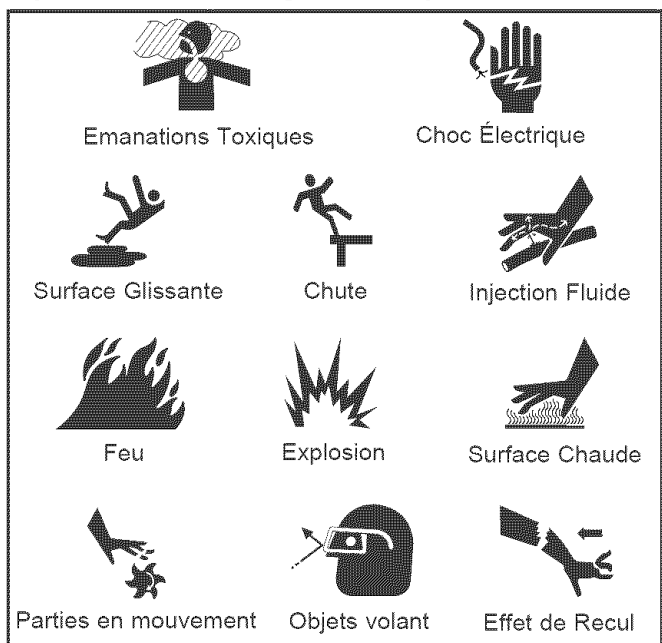 Emanations Toxiques
Choc Électrique
Surface Glissante
Chute
Injection Fluide
Feu
Explosion
Surface Chaude
Parties en mouvement
Objets volant
Effet de Recul